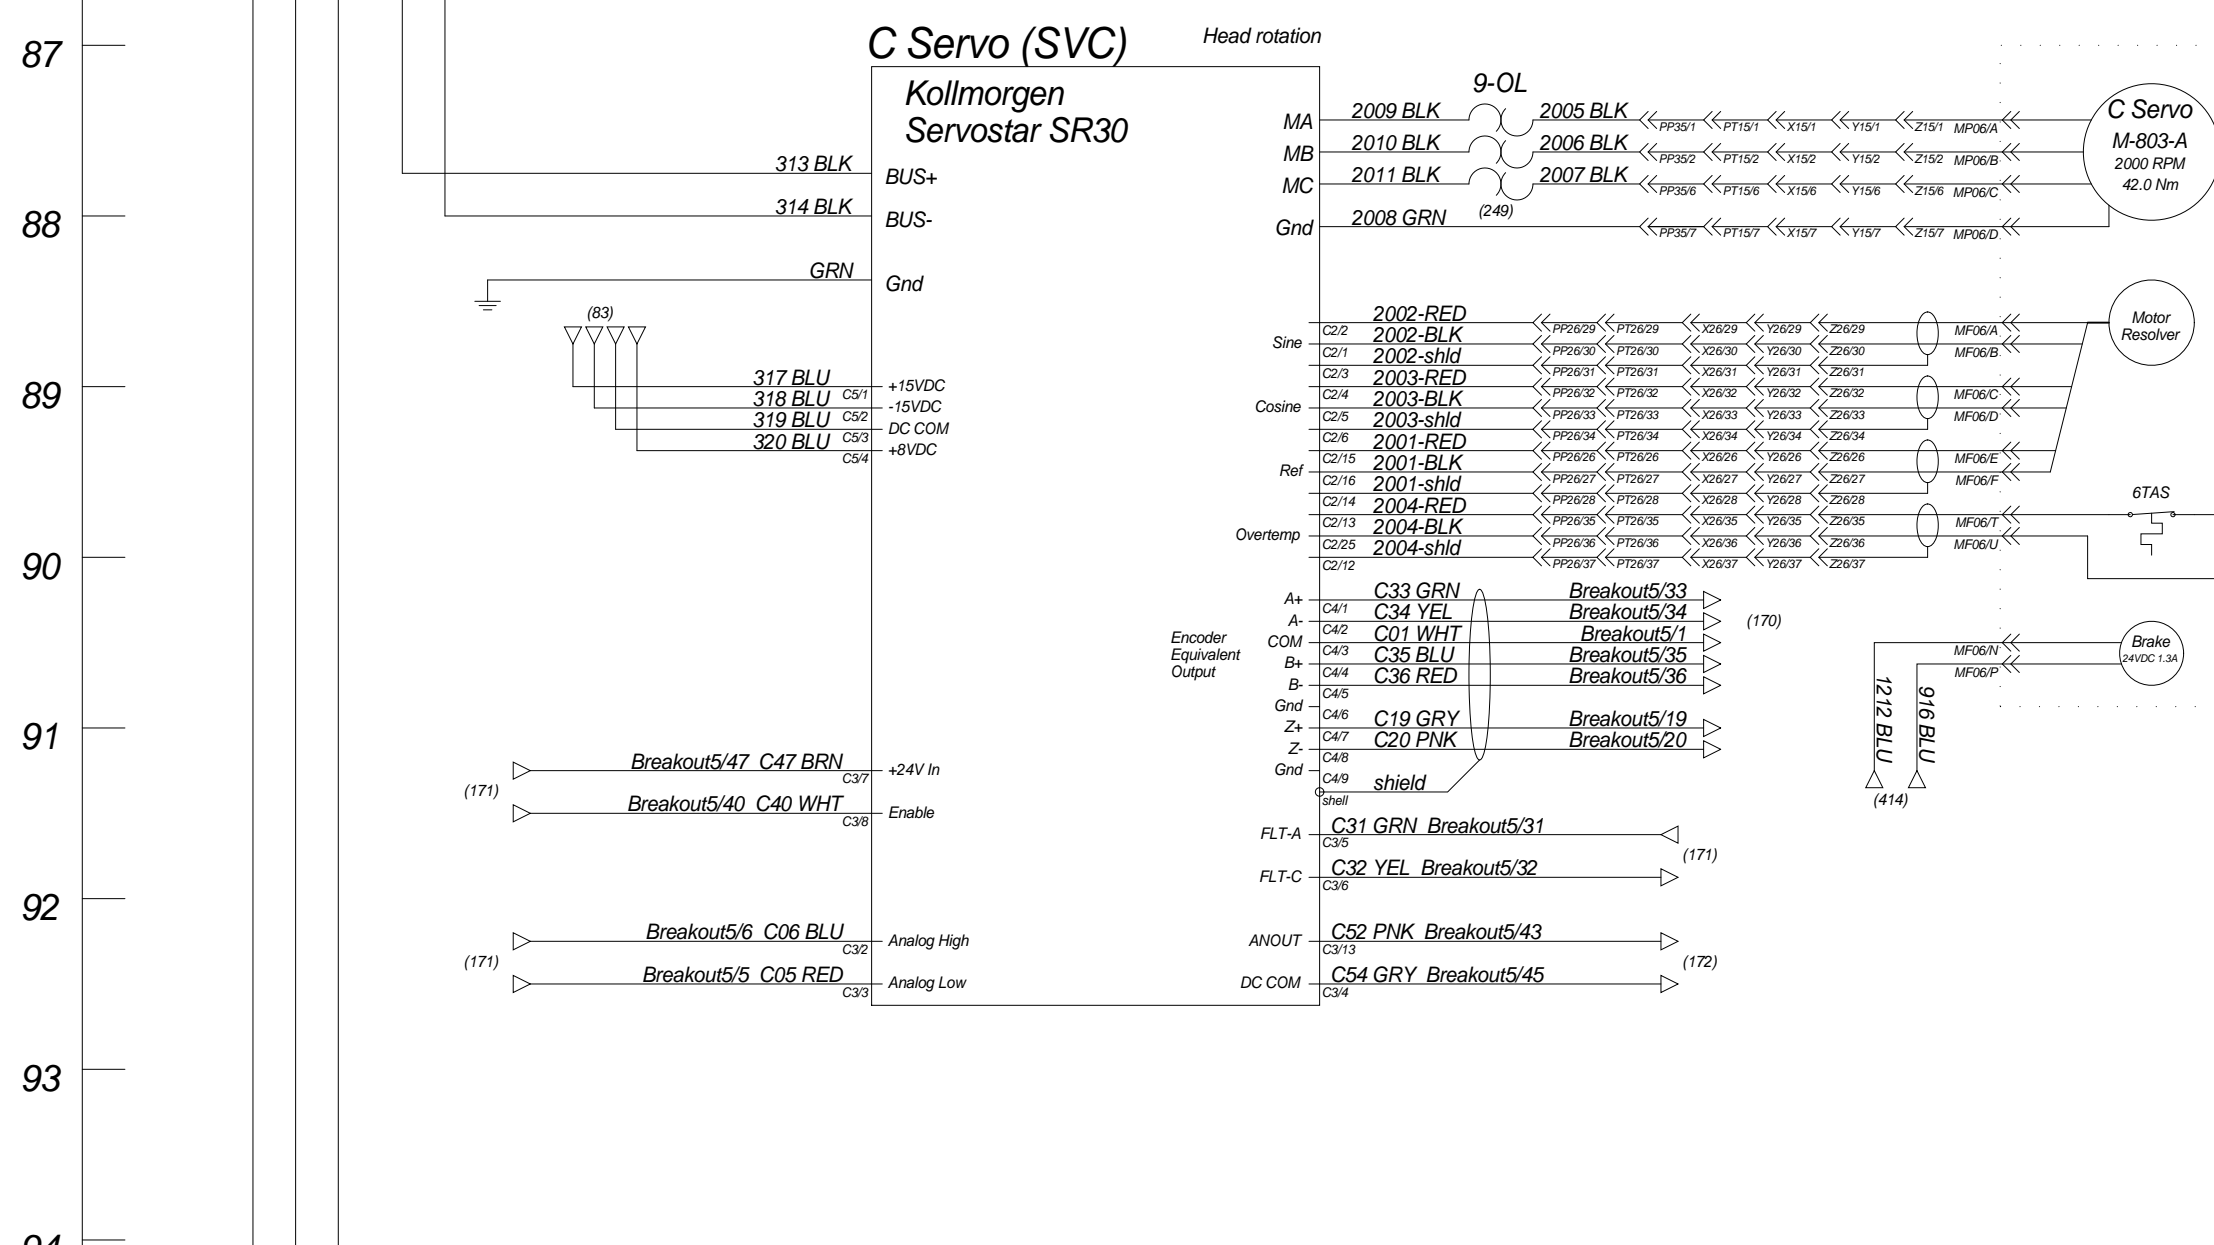 87
C Servo (SVC)
Head rotation
Kollmorgen
Servostar SR30
9-OL
MA 2009 BLK 2005 BLK PP35/1 PT15/1 X15/1 Y15/1 Z15/1 MP06/A
MB 2010 BLK 2006 BLK PP35/2 PT15/2 X15/2 Y15/2 Z15/2 MP06/B
MC 2011 BLK 2007 BLK PP35/6 PT15/6 X15/6 Y15/6 Z15/6 MP06/C
(249)
Gnd 2008 GRN PP35/7 PT15/7 X15/7 Y15/7 Z15/7 MP06/D
C Servo
M-803-A
2000 RPM
42.0 Nm
313 BLK BUS+
88
314 BLK BUS-
GRN Gnd
(83)
89
317 BLU C5/1 +15VDC
318 BLU C5/2 -15VDC
319 BLU C5/3 DC COM
320 BLU C5/4 +8VDC
2002-RED C2/2 PP26/29 PT26/29 X26/29 Y26/29 Z26/29 MF06/A
Sine 2002-BLK C2/1 PP26/30 PT26/30 X26/30 Y26/30 Z26/30 MF06/B
2002-shld C2/3 PP26/31 PT26/31 X26/31 Y26/31 Z26/31
2003-RED C2/4 PP26/32 PT26/32 X26/32 Y26/32 Z26/32 MF06/C
Cosine 2003-BLK C2/5 PP26/33 PT26/33 X26/33 Y26/33 Z26/33 MF06/D
2003-shld C2/6 PP26/34 PT26/34 X26/34 Y26/34 Z26/34
2001-RED C2/15 PP26/26 PT26/26 X26/26 Y26/26 Z26/26 MF06/E
Ref 2001-BLK C2/16 PP26/27 PT26/27 X26/27 Y26/27 Z26/27 MF06/F
2001-shld C2/14 PP26/28 PT26/28 X26/28 Y26/28 Z26/28
2004-RED C2/13 PP26/35 PT26/35 X26/35 Y26/35 Z26/35 MF06/T
Overtemp 2004-BLK C2/25 PP26/36 PT26/36 X26/36 Y26/36 Z26/36 MF06/U
2004-shld C2/12 PP26/37 PT26/37 X26/37 Y26/37 Z26/37
Motor
Resolver
6TAS
90
Encoder
Equivalent
Output
A+ C4/1 C33 GRN Breakout5/33
A- C4/2 C34 YEL Breakout5/34
(170)
COM C4/3 C01 WHT Breakout5/1
B+ C4/4 C35 BLU Breakout5/35
B- C4/5 C36 RED Breakout5/36
Gnd C4/6
Z+ C4/7 C19 GRY Breakout5/19
Z- C4/8 C20 PNK Breakout5/20
Gnd C4/9
shell shield
MF06/N
MF06/P
Brake
24VDC 1.3A
1212 BLU
916 BLU
(414)
91
Breakout5/47 C47 BRN C3/7 +24V In
(171)
Breakout5/40 C40 WHT C3/8 Enable
FLT-A C3/5 C31 GRN Breakout5/31
(171)
FLT-C C3/6 C32 YEL Breakout5/32
92
Breakout5/6 C06 BLU C3/2 Analog High
(171)
Breakout5/5 C05 RED C3/3 Analog Low
ANOUT C3/13 C52 PNK Breakout5/43
(172)
DC COM C3/4 C54 GRY Breakout5/45
93
94